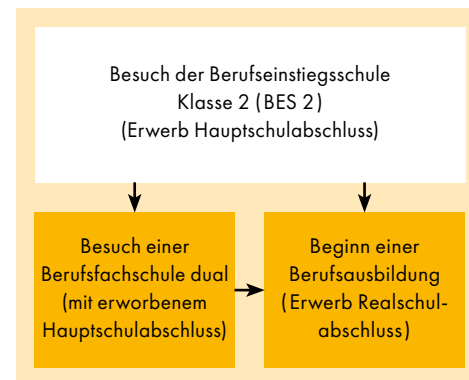 Besuch der Berufseinstiegsschule
Klasse 2 (BES 2)
(Erwerb Hauptschulabschluss)
Besuch einer
Berufsfachschule dual
(mit erworbenem
Hauptschulabschluss)
Beginn einer
Berufsausbildung
(Erwerb Realschul-
abschluss)